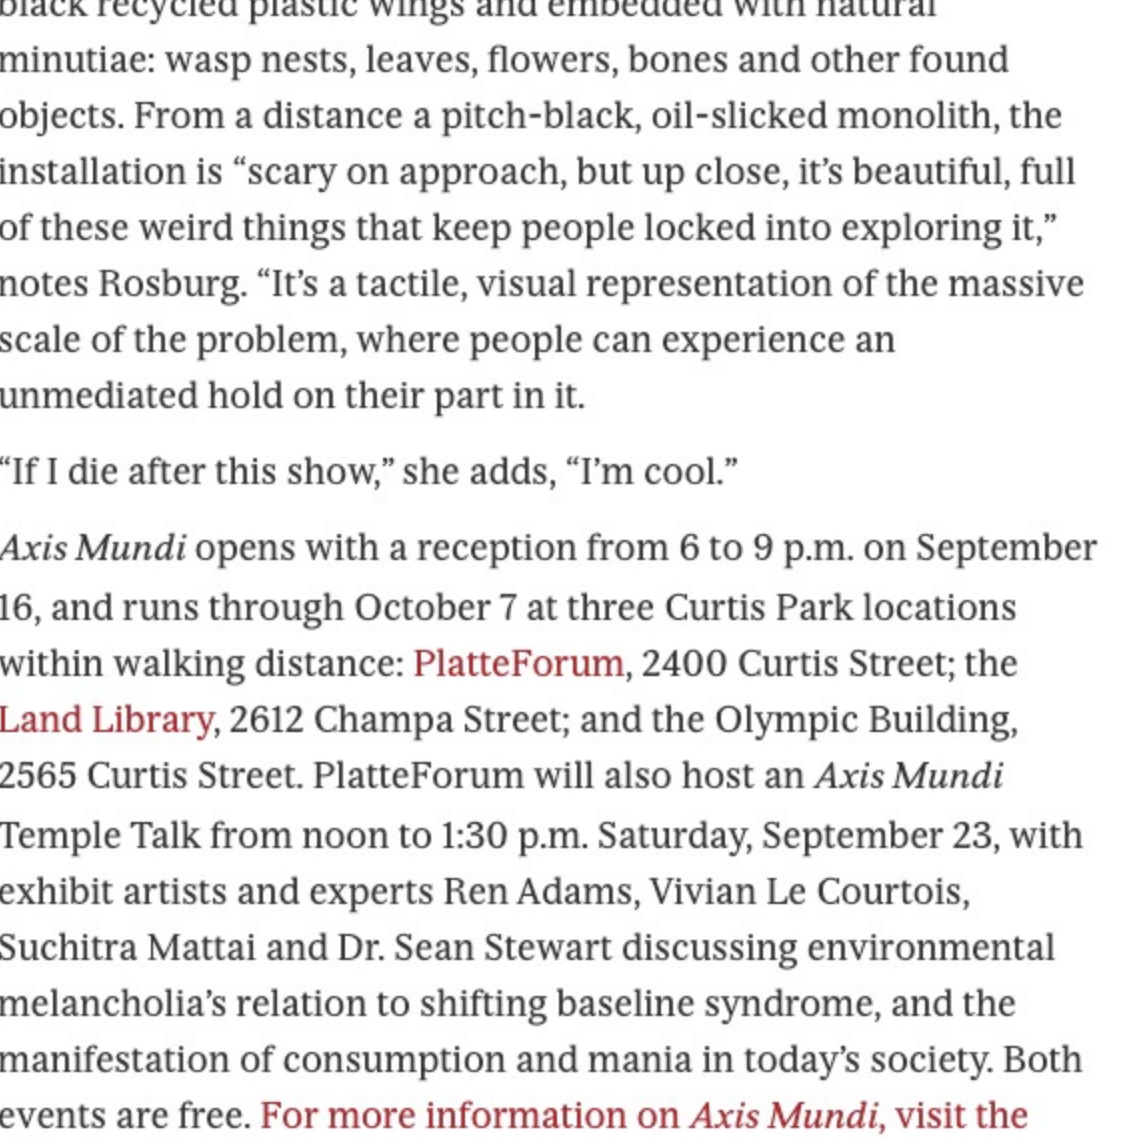 black recycled plastic wings and embedded with natural
minutiae: wasp nests, leaves, flowers, bones and other found
objects. From a distance a pitch-black, oil-slicked monolith, the
installation is “scary on approach, but up close, it’s beautiful, full
of these weird things that keep people locked into exploring it,”
notes Rosburg. “It’s a tactile, visual representation of the massive
scale of the problem, where people can experience an
unmediated hold on their part in it.
“If I die after this show,” she adds, “I’m cool.”
Axis Mundi opens with a reception from 6 to 9 p.m. on September
16, and runs through October 7 at three Curtis Park locations
within walking distance: PlatteForum, 2400 Curtis Street; the
Land Library, 2612 Champa Street; and the Olympic Building,
2565 Curtis Street. PlatteForum will also host an Axis Mundi
Temple Talk from noon to 1:30 p.m. Saturday, September 23, with
exhibit artists and experts Ren Adams, Vivian Le Courtois,
Suchitra Mattai and Dr. Sean Stewart discussing environmental
melancholia’s relation to shifting baseline syndrome, and the
manifestation of consumption and mania in today’s society. Both
events are free. For more information on Axis Mundi, visit the